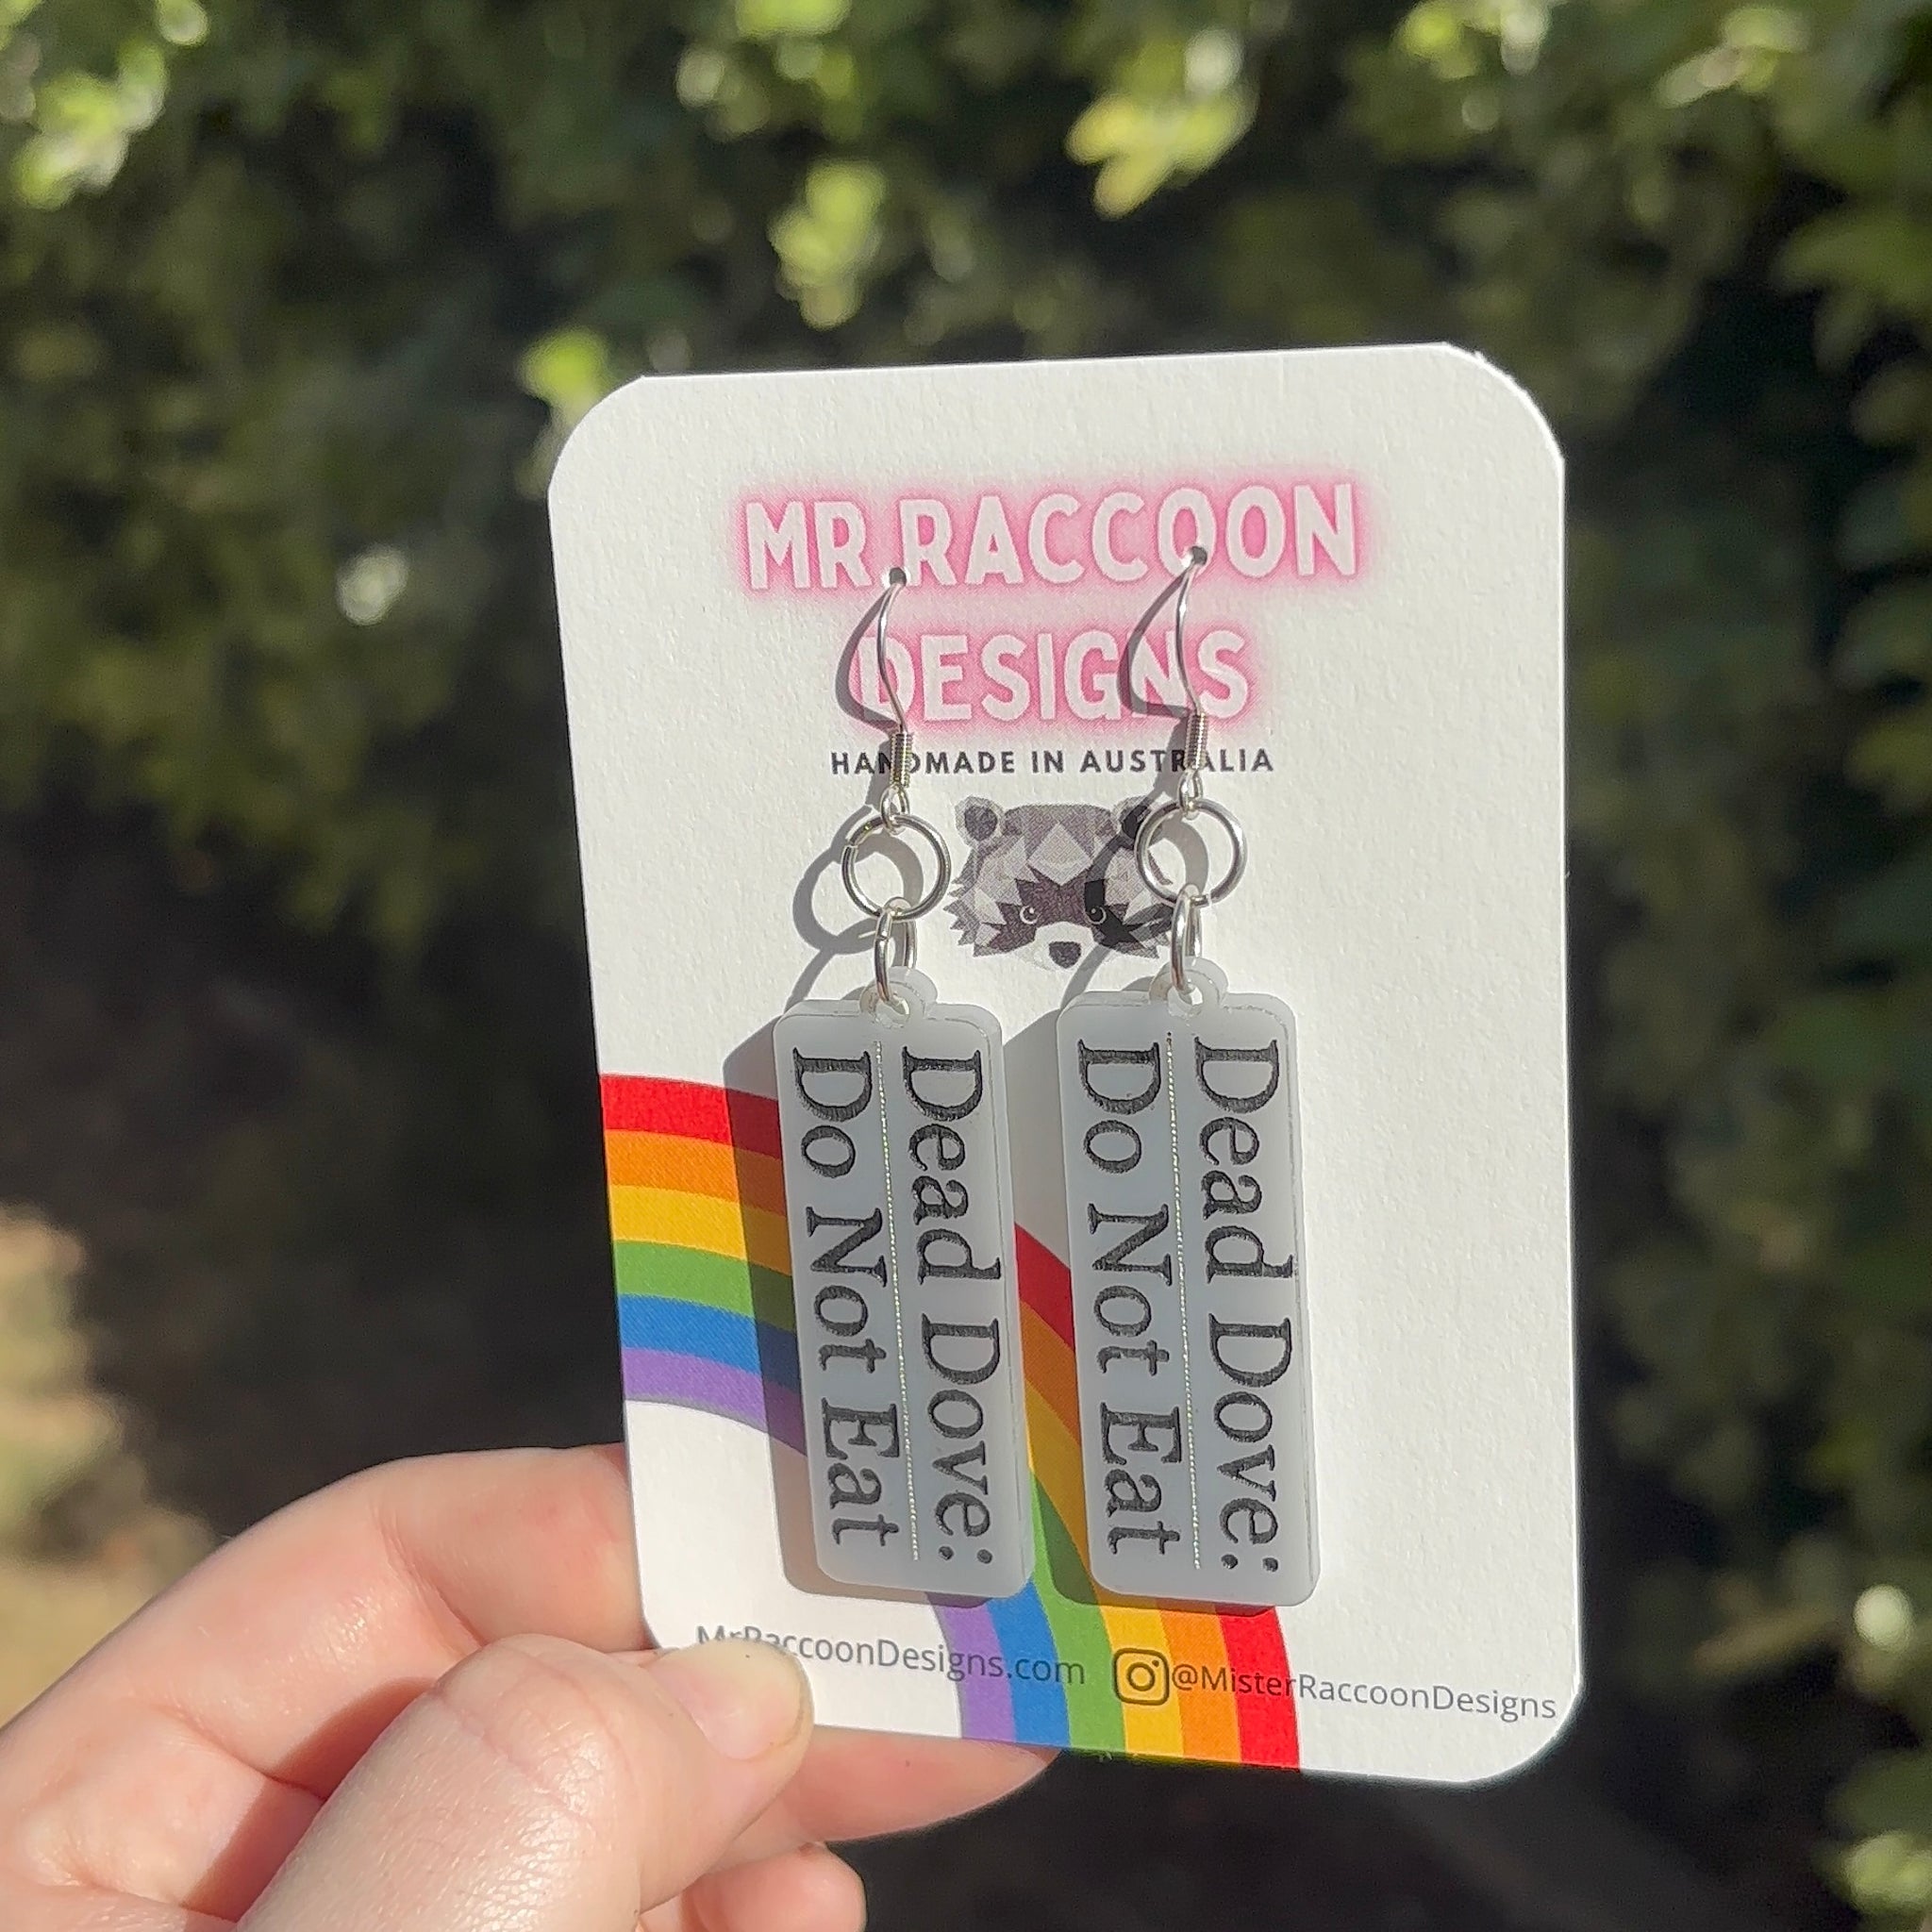 MR.RACCOON
DESIGNS
HANDMADE IN AUSTRALIA
Dead Dove:
Do Not Eat
Dead Dove:
Do Not Eat
MrRaccoonDesigns.com
@MisterRaccoonDesigns